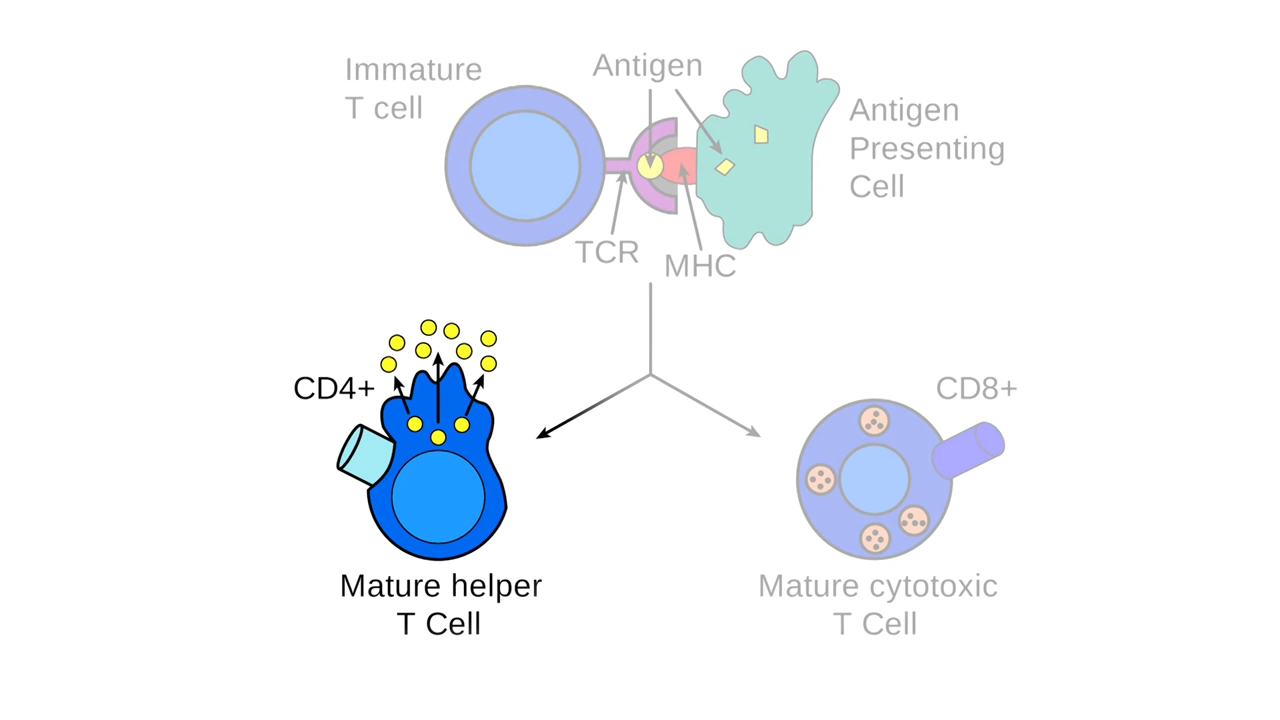 Immature
T cell
Antigen
Antigen
Presenting
Cell
TCR
MHC
CD4+
CD8+
Mature helper
T Cell
Mature cytotoxic
T Cell